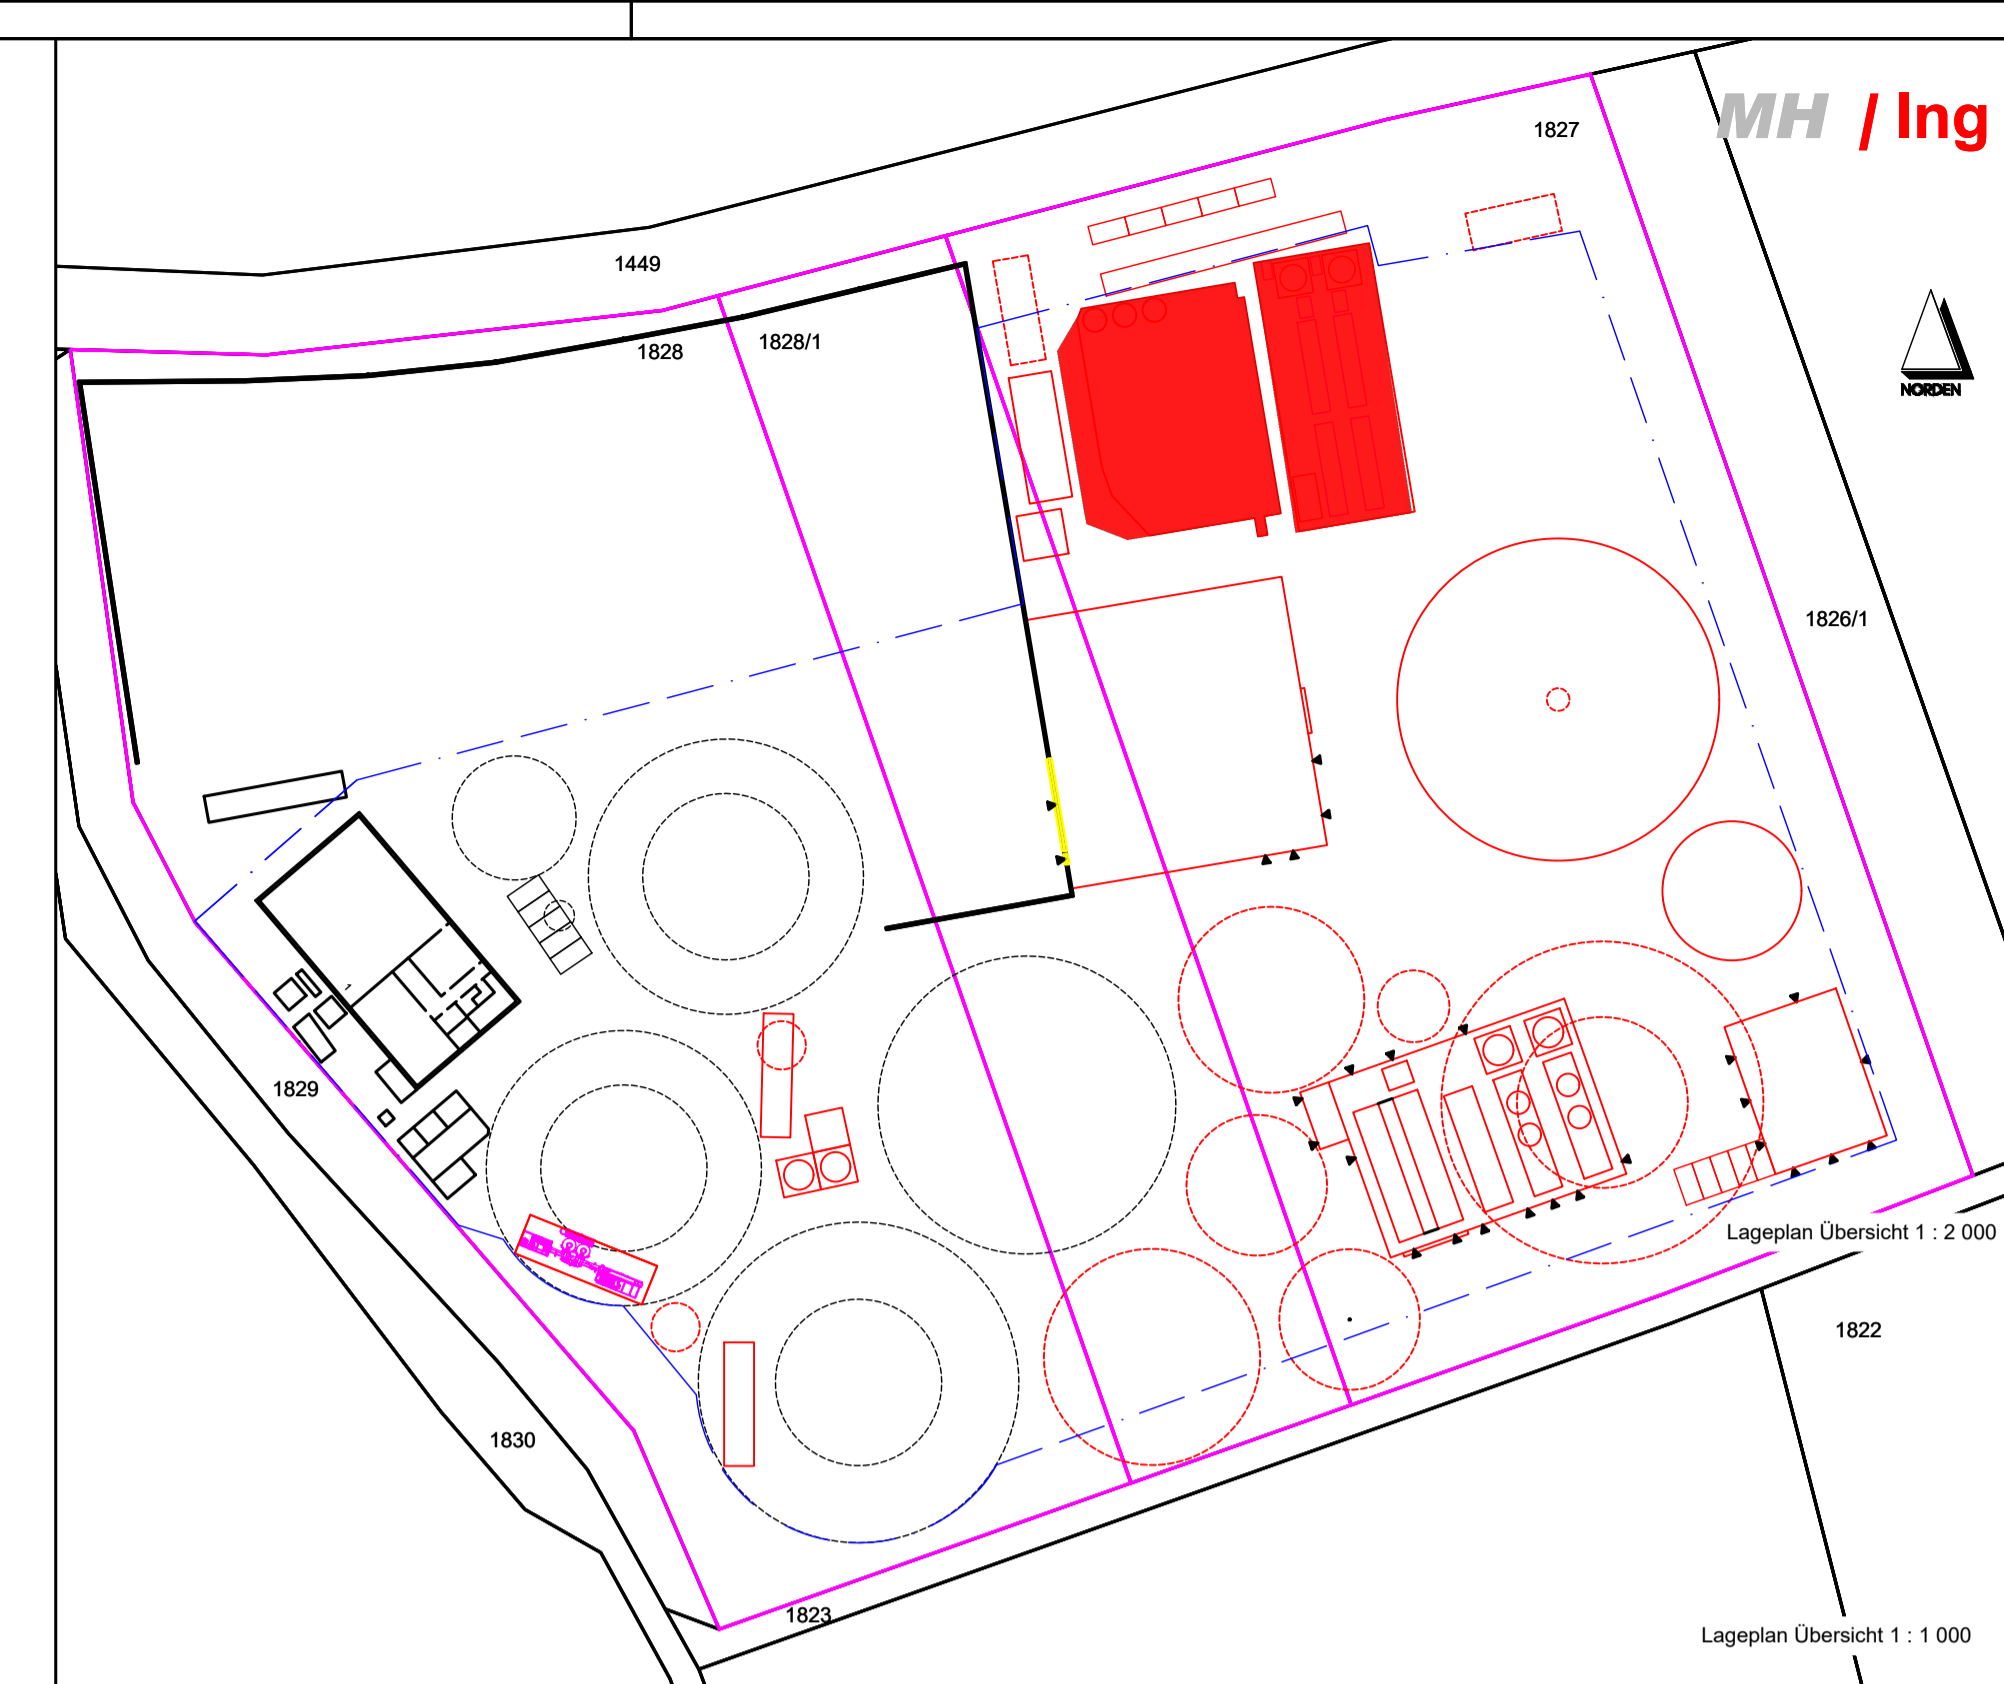 MH / Ing
1827
1449
1828
1828/1
NORDEN
1826/1
1
1829
Lageplan Übersicht 1 : 2 000
1822
1830
1823
Lageplan Übersicht 1 : 1 000